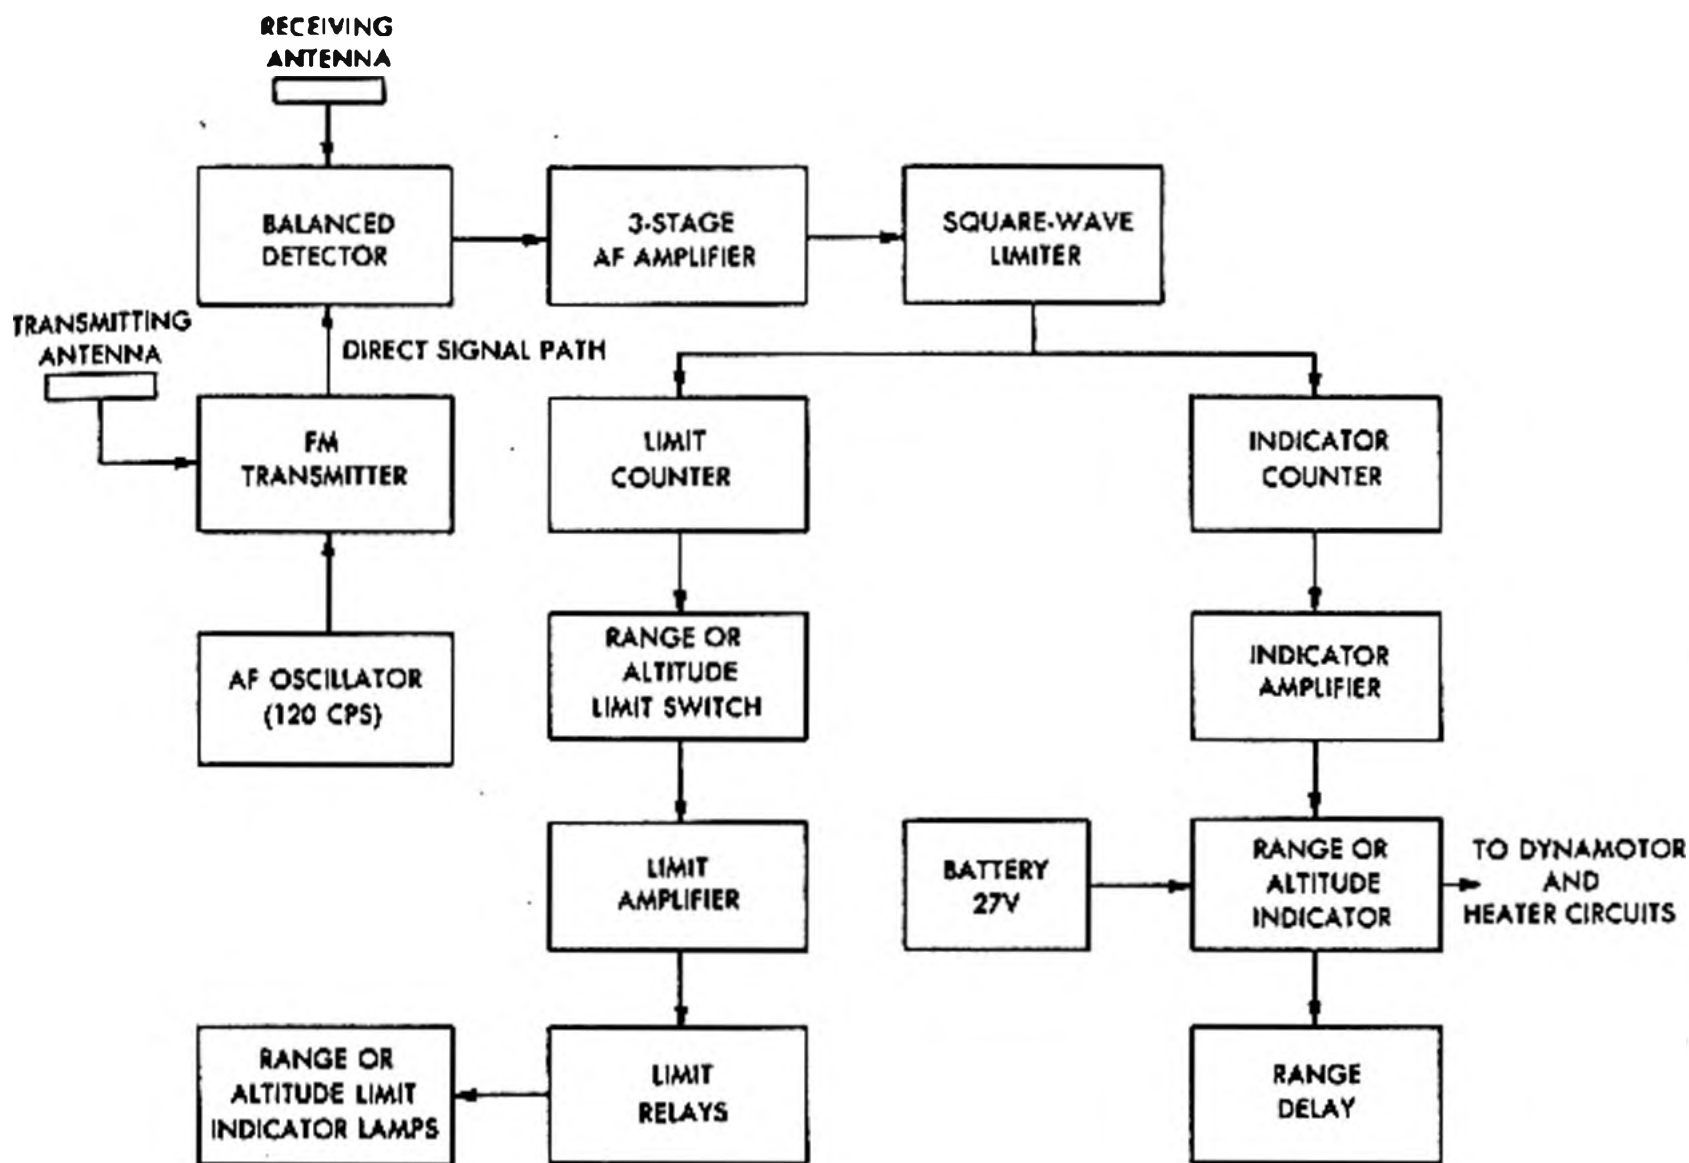 RECEIVING
ANTENNA
BALANCED
DETECTOR
3-STAGE
AF AMPLIFIER
SQUARE-WAVE
LIMITER
TRANSMITTING
ANTENNA
DIRECT SIGNAL PATH
FM
TRANSMITTER
LIMIT
COUNTER
INDICATOR
COUNTER
AF OSCILLATOR
(120 CPS)
RANGE OR
ALTITUDE
LIMIT SWITCH
INDICATOR
AMPLIFIER
LIMIT
AMPLIFIER
BATTERY
27V
RANGE OR
ALTITUDE
INDICATOR
TO DYNAMOTOR
AND
HEATER CIRCUITS
RANGE OR
ALTITUDE LIMIT
INDICATOR LAMPS
LIMIT
RELAYS
RANGE
DELAY